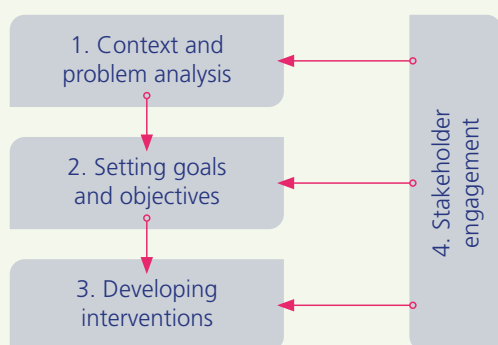 1. Context and
problem analysis
2. Setting goals
and objectives
3. Developing
interventions
4. Stakeholder
engagement